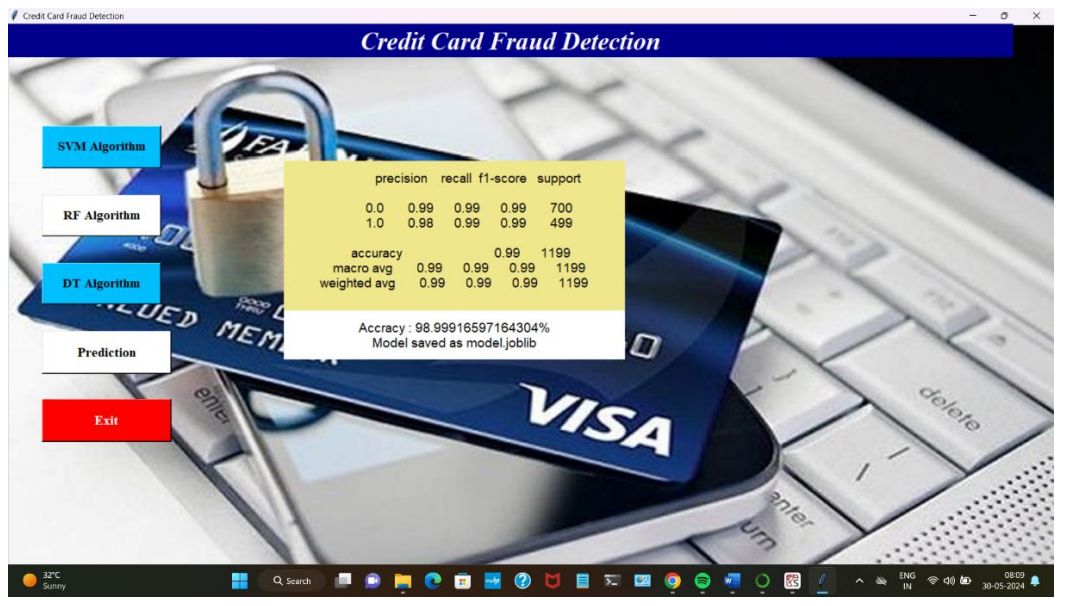 Credit Card Fraud Detection
Credit Card Fraud Detection
SVM Algorithm
RF Algorithm
DT Algorithm
Prediction
Exit
precision recall f1-score support
0.0 0.99 0.99 0.99 700
1.0 0.98 0.99 0.99 499
accuracy 0.99 1199
macro avg 0.99 0.99 0.99 1199
weighted avg 0.99 0.99 0.99 1199
Accracy : 98.99916597164304%
Model saved as model.joblib
GOOD
THRU
MEM
VISA
enter
delete
enter
32°C
Sunny
Search
ENG
IN
08:09
30-05-2024